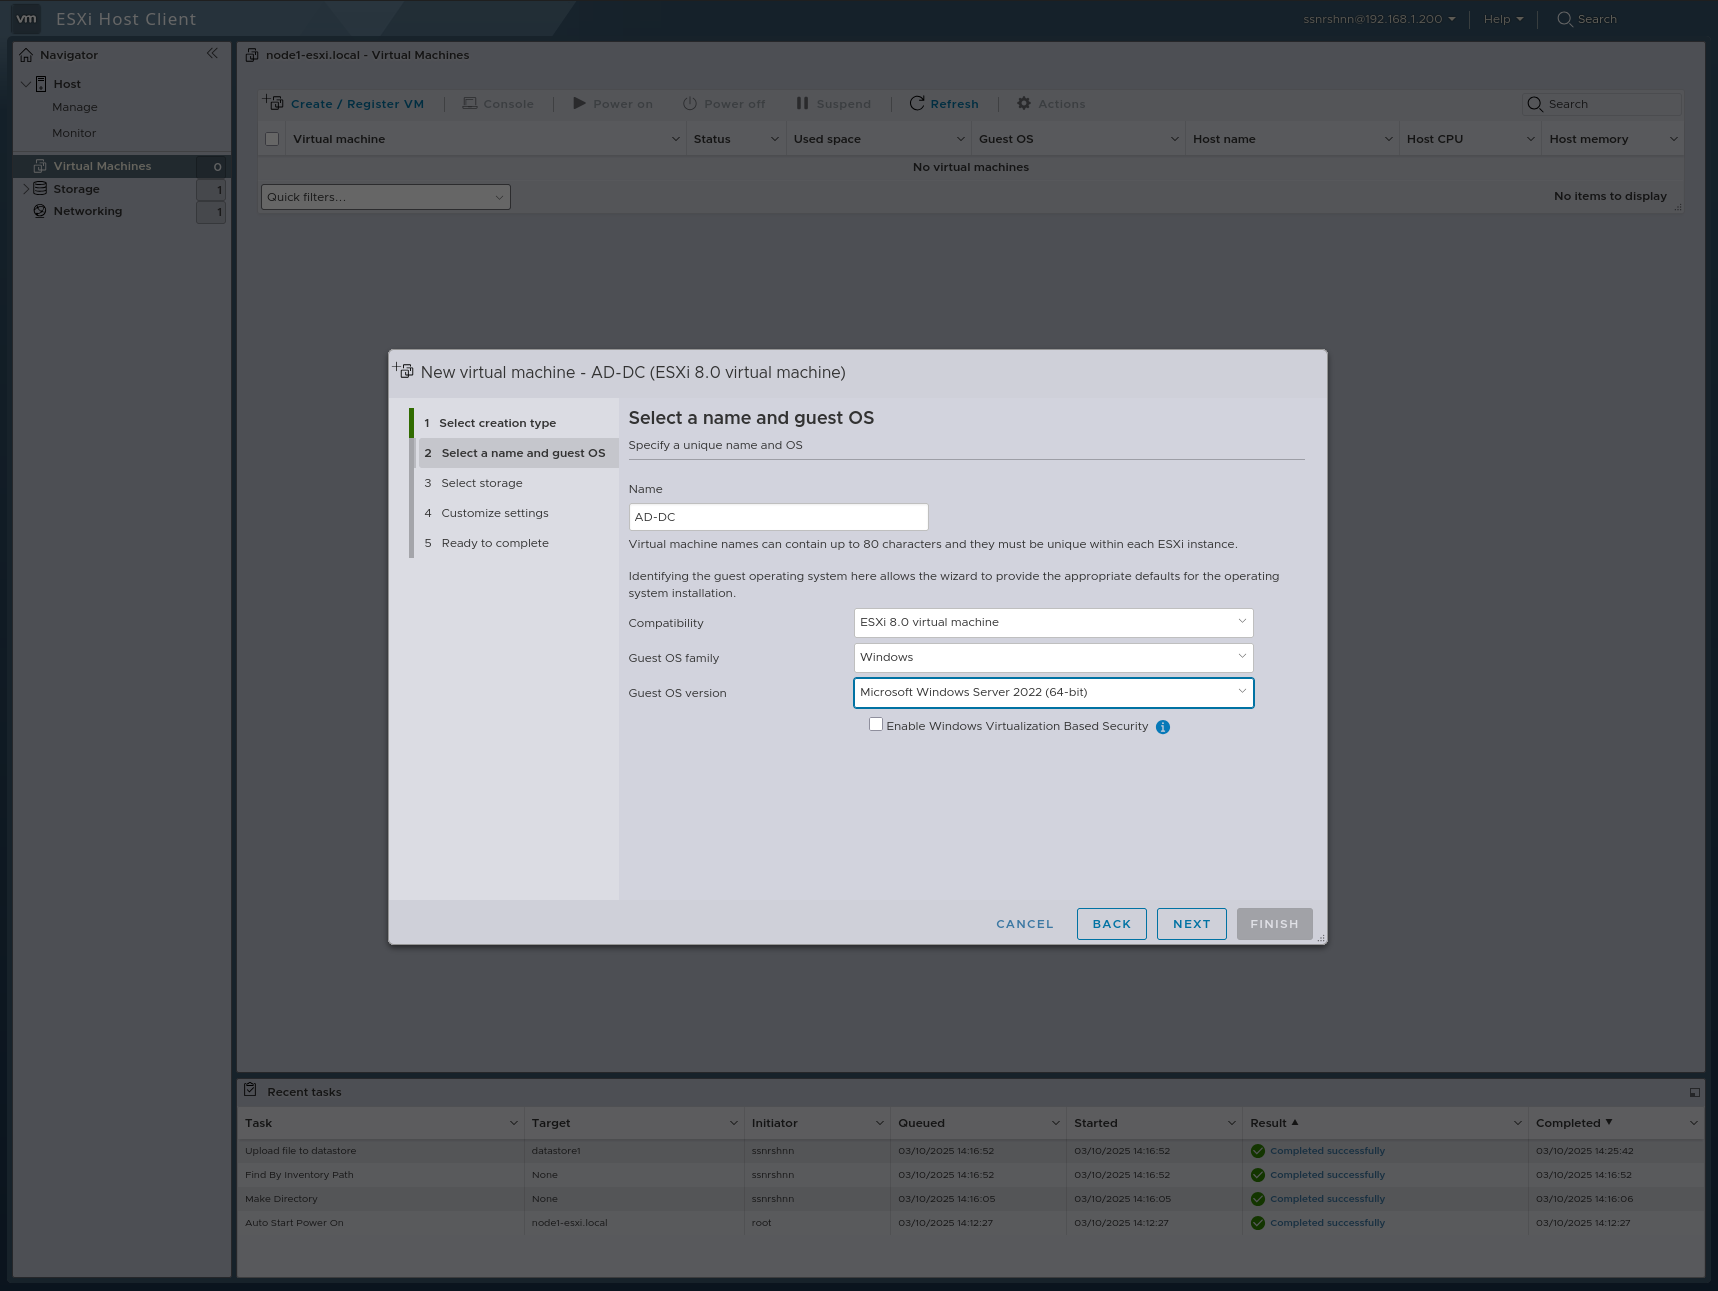 vm ESXi Host Client ssnrshnn@192.168.1.200 Help Search
Navigator
Host
Manage
Monitor
Virtual Machines 0
Storage 1
Networking 1
node1-esxi.local - Virtual Machines
Create / Register VM Console Power on Power off Suspend Refresh Actions Search
Virtual machine Status Used space Guest OS Host name Host CPU Host memory
No virtual machines
Quick filters... No items to display
New virtual machine - AD-DC (ESXi 8.0 virtual machine)
1 Select creation type
2 Select a name and guest OS
3 Select storage
4 Customize settings
5 Ready to complete
Select a name and guest OS
Specify a unique name and OS
Name
AD-DC
Virtual machine names can contain up to 80 characters and they must be unique within each ESXi instance.
Identifying the guest operating system here allows the wizard to provide the appropriate defaults for the operating
system installation.
Compatibility ESXi 8.0 virtual machine
Guest OS family Windows
Guest OS version Microsoft Windows Server 2022 (64-bit)
Enable Windows Virtualization Based Security
CANCEL BACK NEXT FINISH
Recent tasks
Task Target Initiator Queued Started Result ▲ Completed ▼
Upload file to datastore datastore1 ssnrshnn 03/10/2025 14:16:52 03/10/2025 14:16:52 Completed successfully 03/10/2025 14:25:42
Find By Inventory Path None ssnrshnn 03/10/2025 14:16:52 03/10/2025 14:16:52 Completed successfully 03/10/2025 14:16:52
Make Directory None ssnrshnn 03/10/2025 14:16:05 03/10/2025 14:16:05 Completed successfully 03/10/2025 14:16:06
Auto Start Power On node1-esxi.local root 03/10/2025 14:12:27 03/10/2025 14:12:27 Completed successfully 03/10/2025 14:12:27